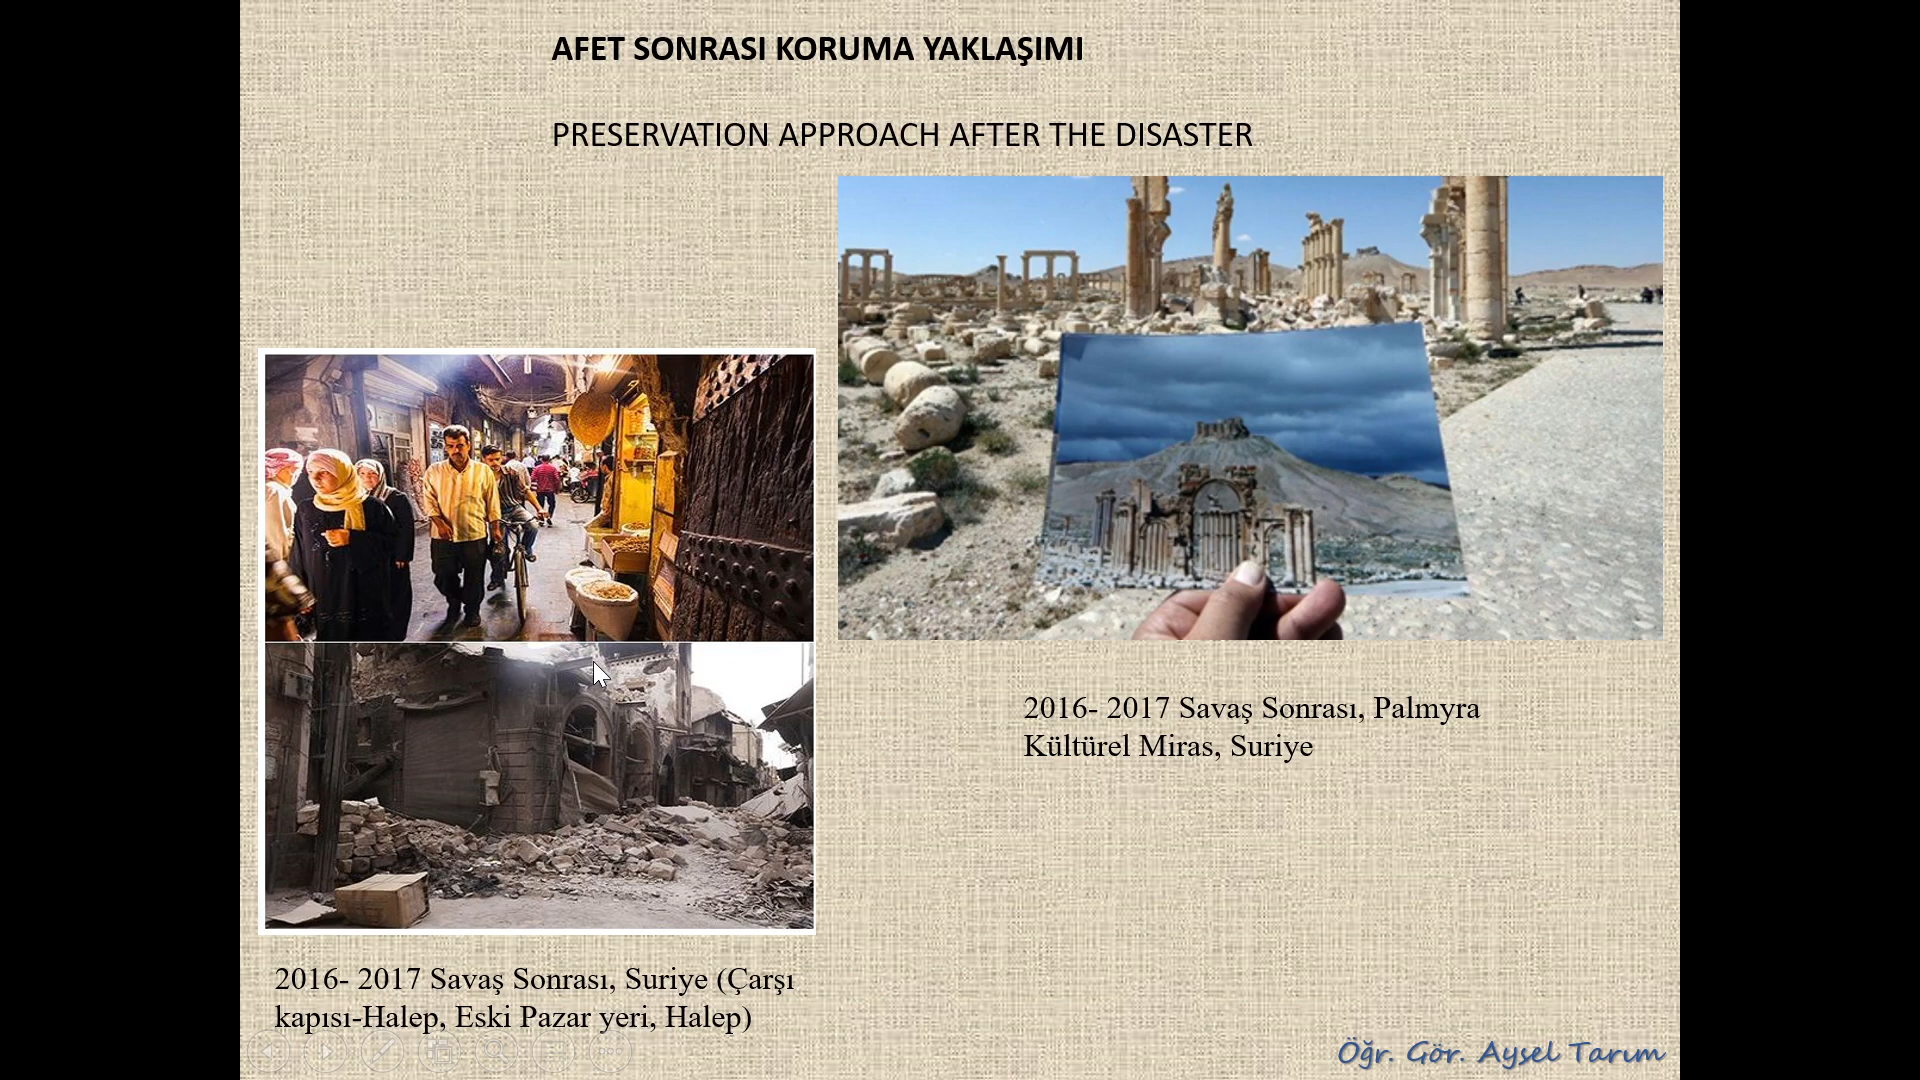 AFET SONRASI KORUMA YAKLAŞIMI
PRESERVATION APPROACH AFTER THE DISASTER
2016- 2017 Savaş Sonrası, Palmyra
Kültürel Miras, Suriye
2016- 2017 Savaş Sonrası, Suriye (Çarşı
kapısı-Halep, Eski Pazar yeri, Halep)
Öğr. Gör. Aysel Tarım